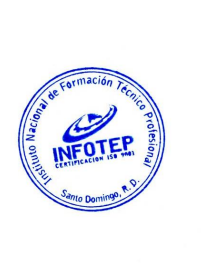 Instituto Nacional de Formación Técnico Profesional
INFOTEP
CERTIFICACION ISO 9001
Santo Domingo, R. D.